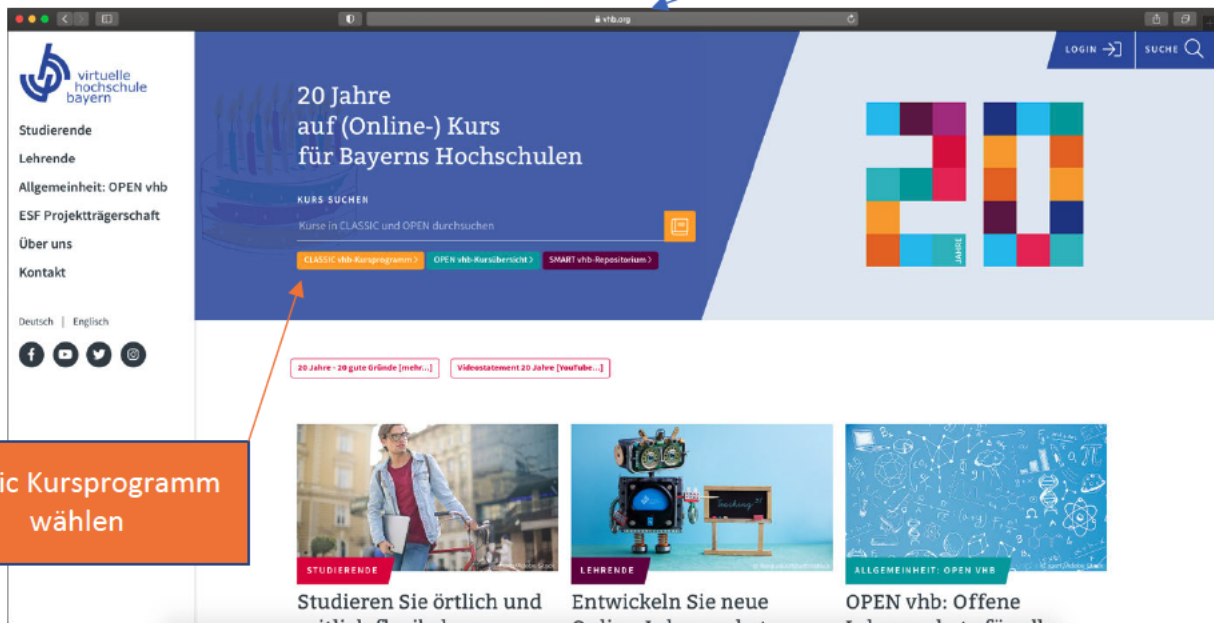 vhb.org
LOGIN
SUCHE
virtuelle
hochschule
bayern
Studierende
Lehrende
Allgemeinheit: OPEN vhb
ESF Projektträgerschaft
Über uns
Kontakt
Deutsch | Englisch
20 Jahre
auf (Online-) Kurs
für Bayerns Hochschulen
KURS SUCHEN
Kurse in CLASSIC und OPEN durchsuchen
CLASSIC vhb-Kursprogramm >
OPEN vhb-Kursübersicht >
SMART vhb-Repositorium >
20
JAHRE
20 Jahre - 20 gute Gründe [mehr...]
Videostatement 20 Jahre [YouTube...]
ic Kursprogramm
wählen
Teaching
STUDIERENDE
LEHRENDE
ALLGEMEINHEIT: OPEN VHB
Studieren Sie örtlich und
Entwickeln Sie neue
OPEN vhb: Offene